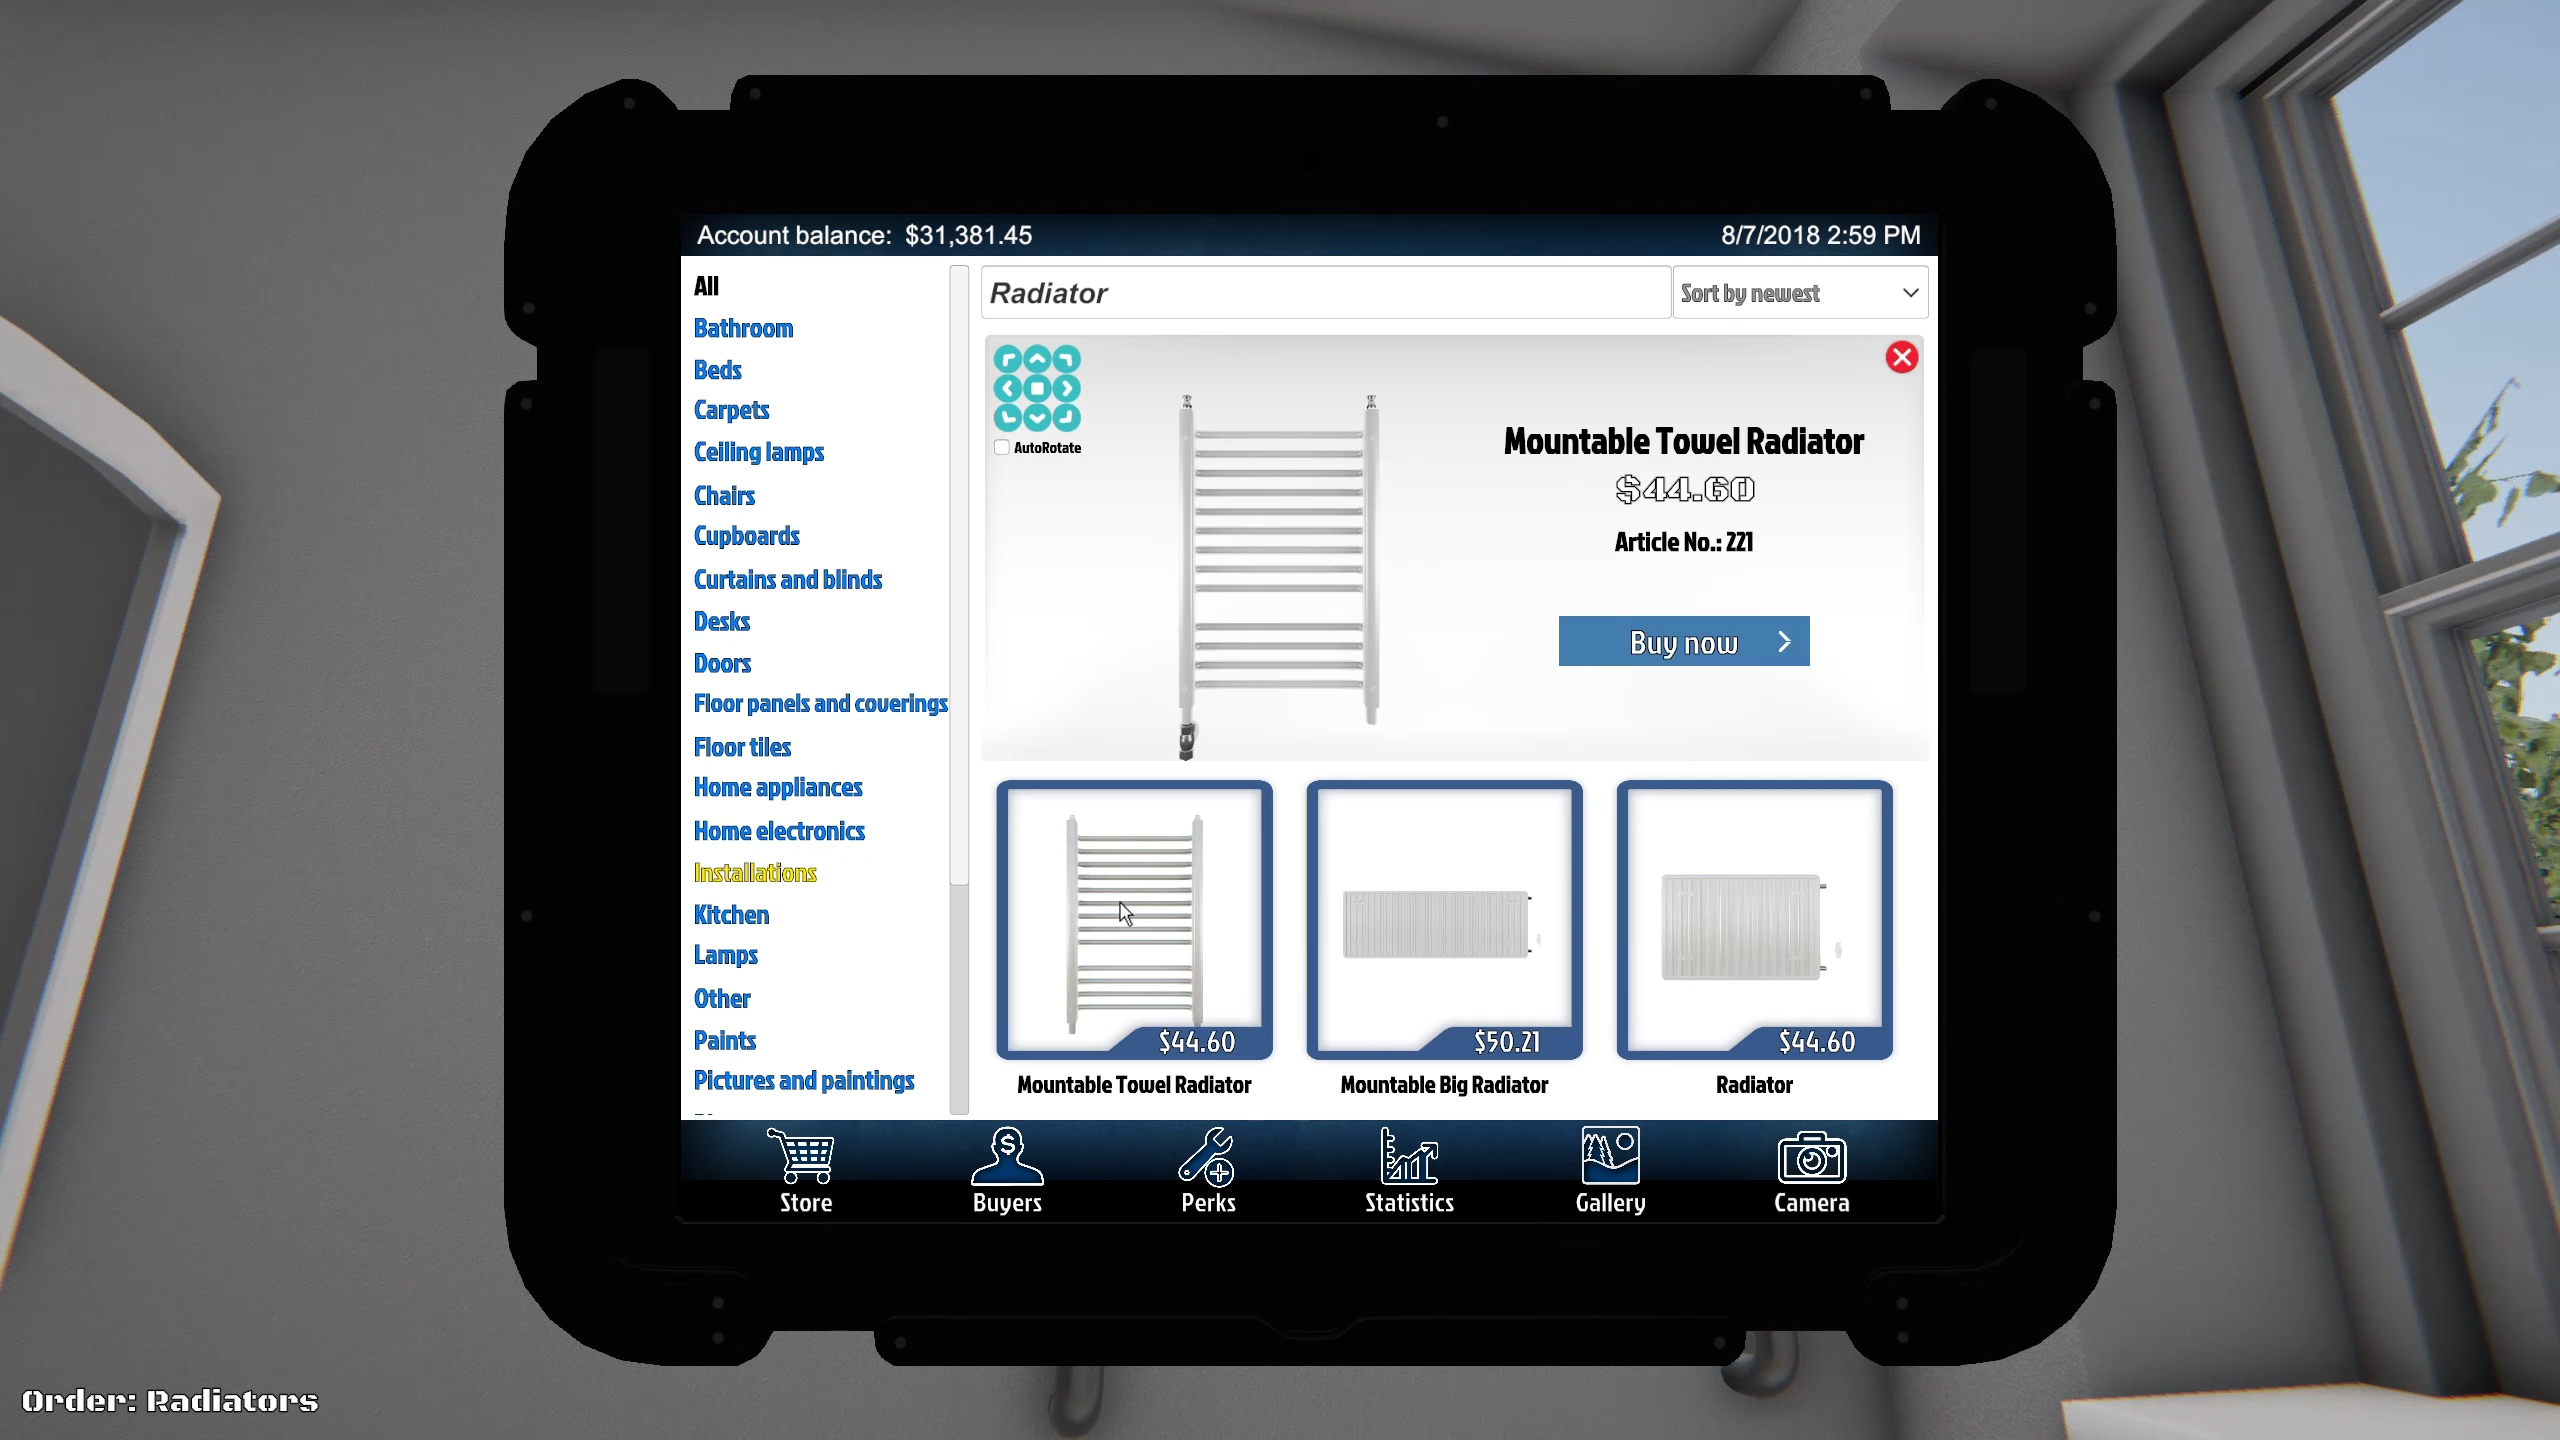 Account balance: $31,381.45
8/7/2018 2:59 PM
All
Bathroom
Beds
Carpets
Ceiling lamps
Chairs
Cupboards
Curtains and blinds
Desks
Doors
Floor panels and coverings
Floor tiles
Home appliances
Home electronics
Installations
Kitchen
Lamps
Other
Paints
Pictures and paintings
Radiator
Sort by newest
AutoRotate
Mountable Towel Radiator
$44.60
Article No.: 221
Buy now
$44.60
Mountable Towel Radiator
$50.21
Mountable Big Radiator
$44.60
Radiator
Store
Buyers
Perks
Statistics
Gallery
Camera
Order: Radiators